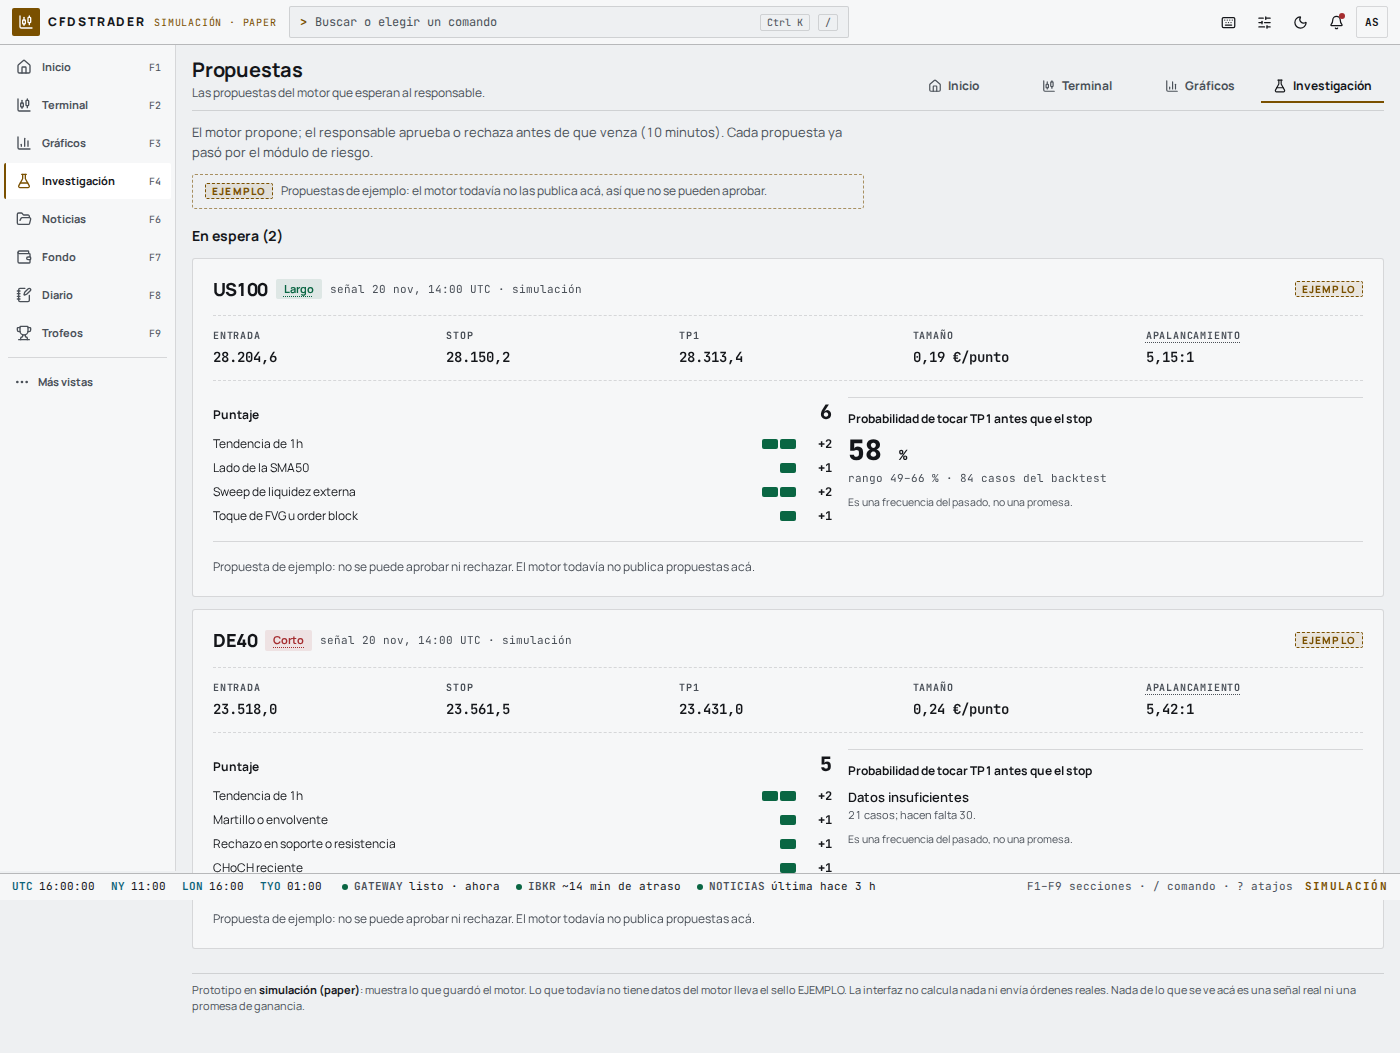 CFDSTRADER SIMULACIÓN · PAPER
> Buscar o elegir un comando Ctrl K /
AS
Inicio F1
Terminal F2
Gráficos F3
Investigación F4
Noticias F6
Fondo F7
Diario F8
Trofeos F9
Más vistas
Propuestas
Las propuestas del motor que esperan al responsable.
Inicio Terminal Gráficos Investigación
El motor propone; el responsable aprueba o rechaza antes de que venza (10 minutos). Cada propuesta ya
pasó por el módulo de riesgo.
EJEMPLO Propuestas de ejemplo: el motor todavía no las publica acá, así que no se pueden aprobar.
En espera (2)
US100 Largo señal 20 nov, 14:00 UTC · simulación EJEMPLO
ENTRADA STOP TP1 TAMAÑO APALANCAMIENTO
28.204,6 28.150,2 28.313,4 0,19 €/punto 5,15:1
Puntaje 6
Tendencia de 1h +2
Lado de la SMA50 +1
Sweep de liquidez externa +2
Toque de FVG u order block +1
Probabilidad de tocar TP1 antes que el stop
58 %
rango 49–66 % · 84 casos del backtest
Es una frecuencia del pasado, no una promesa.
Propuesta de ejemplo: no se puede aprobar ni rechazar. El motor todavía no publica propuestas acá.
DE40 Corto señal 20 nov, 14:00 UTC · simulación EJEMPLO
ENTRADA STOP TP1 TAMAÑO APALANCAMIENTO
23.518,0 23.561,5 23.431,0 0,24 €/punto 5,42:1
Puntaje 5
Tendencia de 1h +2
Martillo o envolvente +1
Rechazo en soporte o resistencia +1
CHoCH reciente +1
Probabilidad de tocar TP1 antes que el stop
Datos insuficientes
21 casos; hacen falta 30.
Es una frecuencia del pasado, no una promesa.
UTC 16:00:00 NY 11:00 LON 16:00 TYO 01:00 GATEWAY listo · ahora IBKR ~14 min de atraso NOTICIAS última hace 3 h F1–F9 secciones · / comando · ? atajos SIMULACIÓN
Propuesta de ejemplo: no se puede aprobar ni rechazar. El motor todavía no publica propuestas acá.
Prototipo en simulación (paper): muestra lo que guardó el motor. Lo que todavía no tiene datos del motor lleva el sello EJEMPLO. La interfaz no calcula nada ni envía órdenes reales. Nada de lo que se ve acá es una señal real ni una
promesa de ganancia.